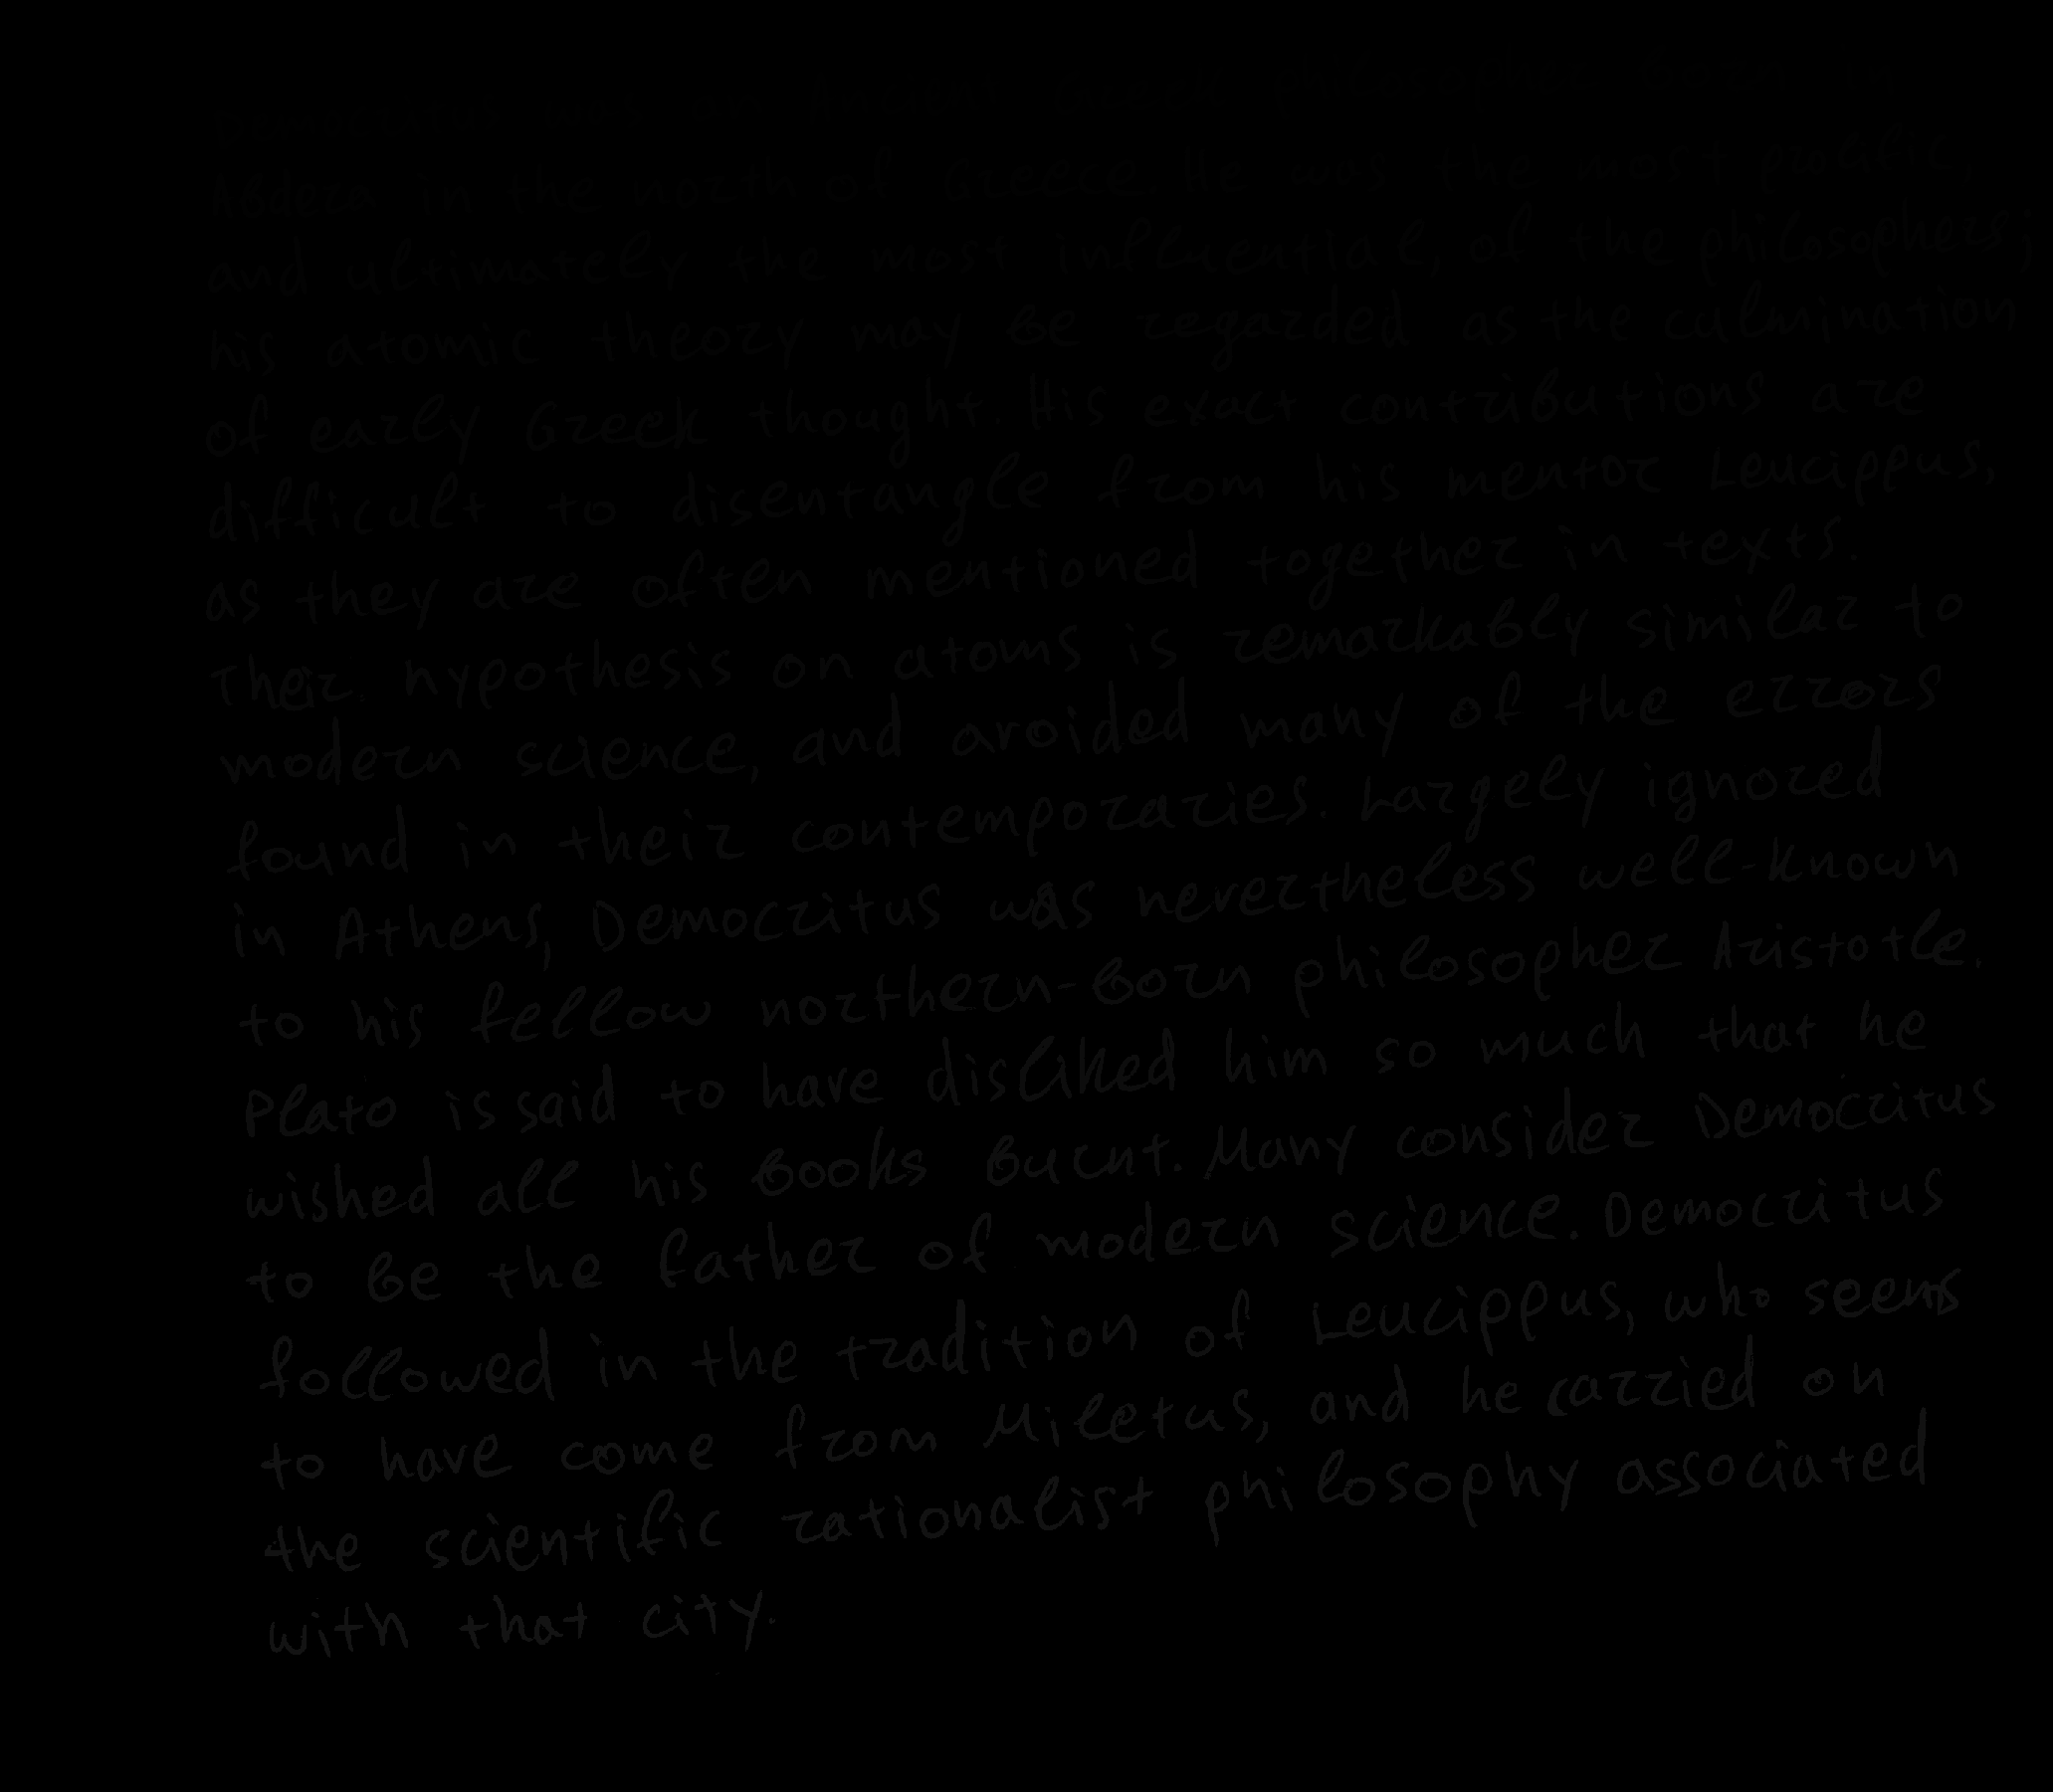 Democritus was an Ancient Greek philosopher born in
Abdera in the north of Greece. He was the most prolific,
and ultimately the most influential, of the philosophers;
his atomic theory may be regarded as the culmination
of early Greek thought. His exact contributions are
difficult to disentangle from his mentor Leucippus,
as they are often mentioned together in texts.
Their hypothesis on atoms is remarkably similar to
modern science, and avoided many of the errors
found in their contemporaries. Largely ignored
in Athens, Democritus was nevertheless well-known
to his fellow northern-born philosopher Aristotle.
Plato is said to have disliked him so much that he
wished all his books burnt. Many consider Democritus
to be the father of modern science. Democritus
followed in the tradition of Leucippus, who seems
to have come from Miletus, and he carried on
the scientific rationalist philosophy associated
with that city.